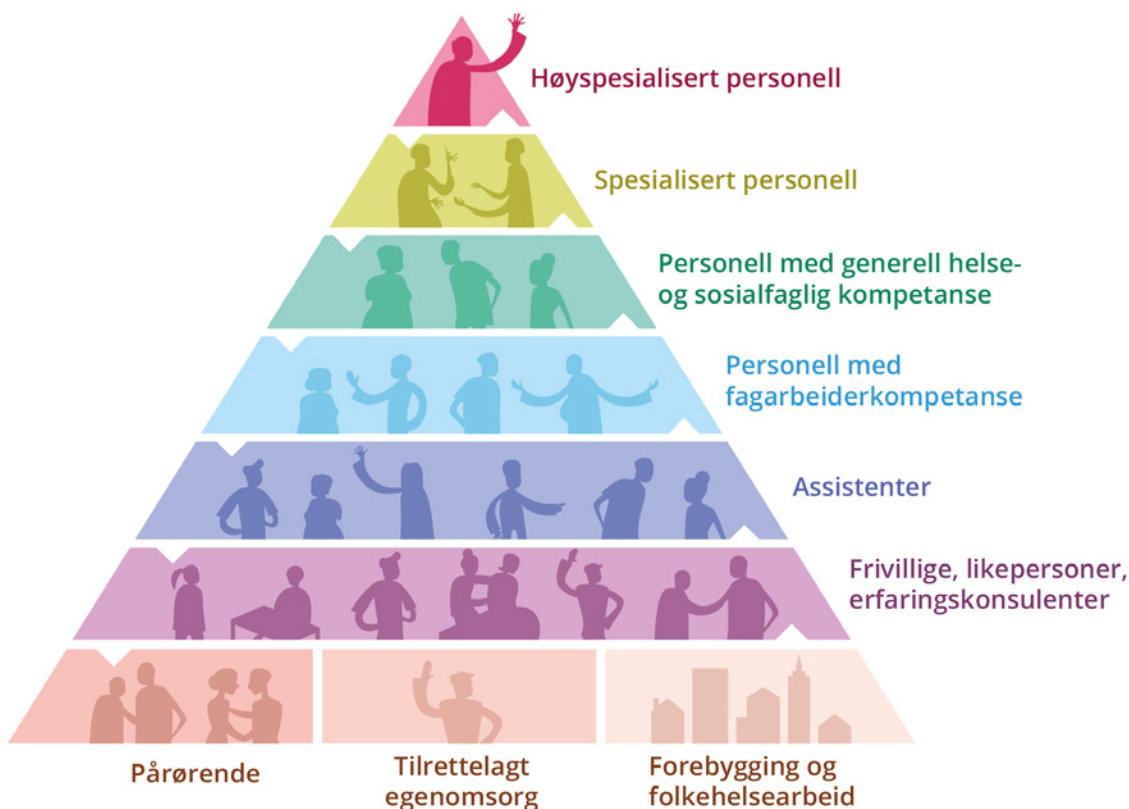 Høyspesialisert personell
Spesialisert personell
Personell med generell helse-
og sosialfaglig kompetanse
Personell med
fagarbeiderkompetanse
Assistenter
Frivillige, likepersoner,
erfaringskonsulenter
Pårørende
Tilrettelagt
egenomsorg
Forebygging og
folkehelsearbeid